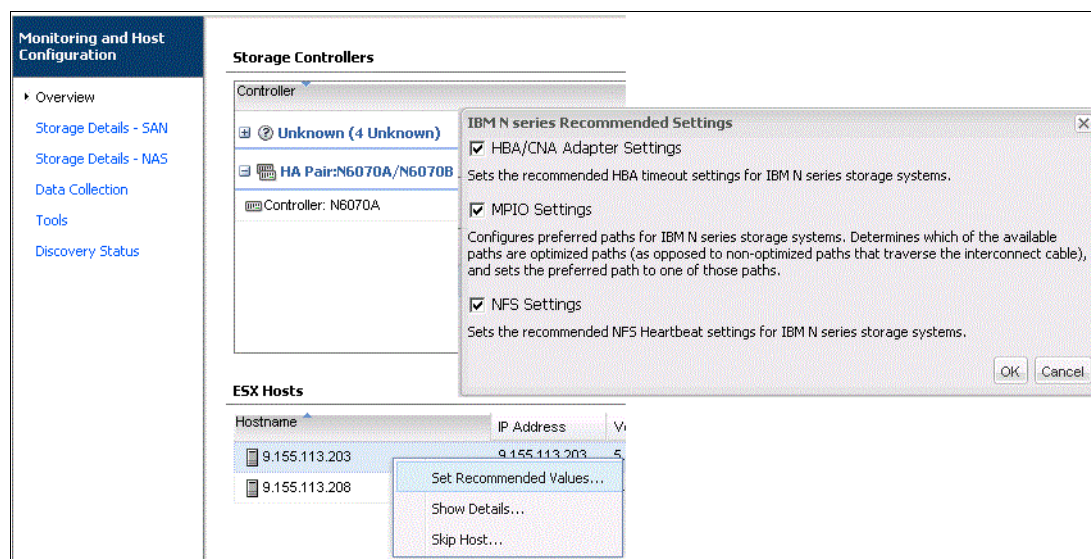 Monitoring and Host
Configuration
Overview
Storage Details - SAN
Storage Details - NAS
Data Collection
Tools
Discovery Status
Storage Controllers
Controller
Unknown (4 Unknown)
HA Pair:N6070A/N6070B
Controller: N6070A
IBM N series Recommended Settings
HBA/CNA Adapter Settings
Sets the recommended HBA timeout settings for IBM N series storage systems.
MPIO Settings
Configures preferred paths for IBM N series storage systems. Determines which of the available
paths are optimized paths (as opposed to non-optimized paths that traverse the interconnect cable),
and sets the preferred path to one of those paths.
NFS Settings
Sets the recommended NFS Heartbeat settings for IBM N series storage systems.
OK Cancel
ESX Hosts
Hostname IP Address
9.155.113.203 9.155.113.203 5.
9.155.113.208
Set Recommended Values...
Show Details...
Skip Host...